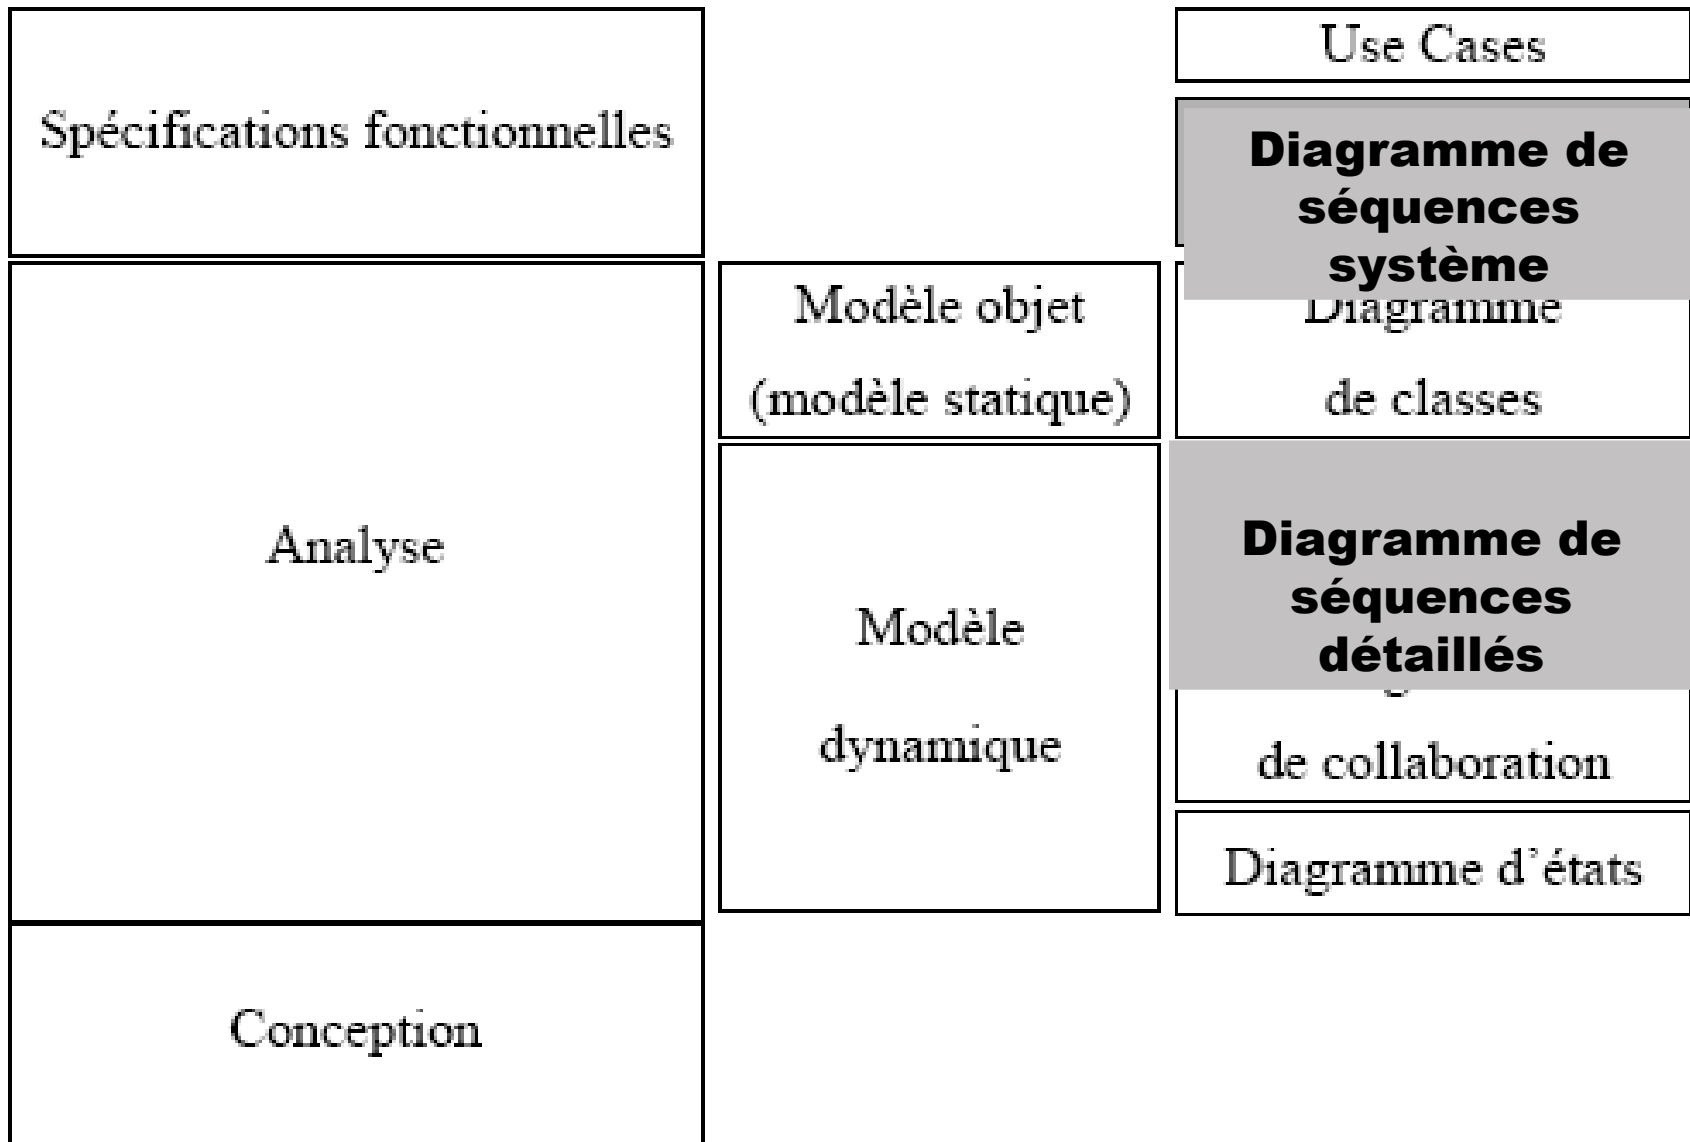 Spécifications fonctionnelles
Use Cases
Diagramme de
séquences
système
Analyse
Modèle objet
(modèle statique)
Diagramme
de classes
Modèle
dynamique
Diagramme de
séquences
détaillés
de collaboration
Diagramme d'états
Conception